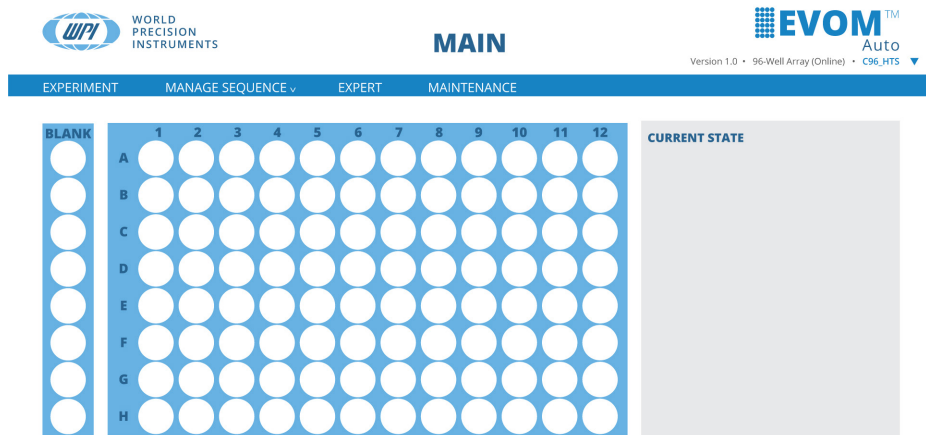 WPI
WORLD
PRECISION
INSTRUMENTS
MAIN
EVOM™
Auto
Version 1.0 • 96-Well Array (Online) • C96_HTS ▼
EXPERIMENT MANAGE SEQUENCE v EXPERT MAINTENANCE
BLANK
1 2 3 4 5 6 7 8 9 10 11 12
A
B
C
D
E
F
G
H
CURRENT STATE